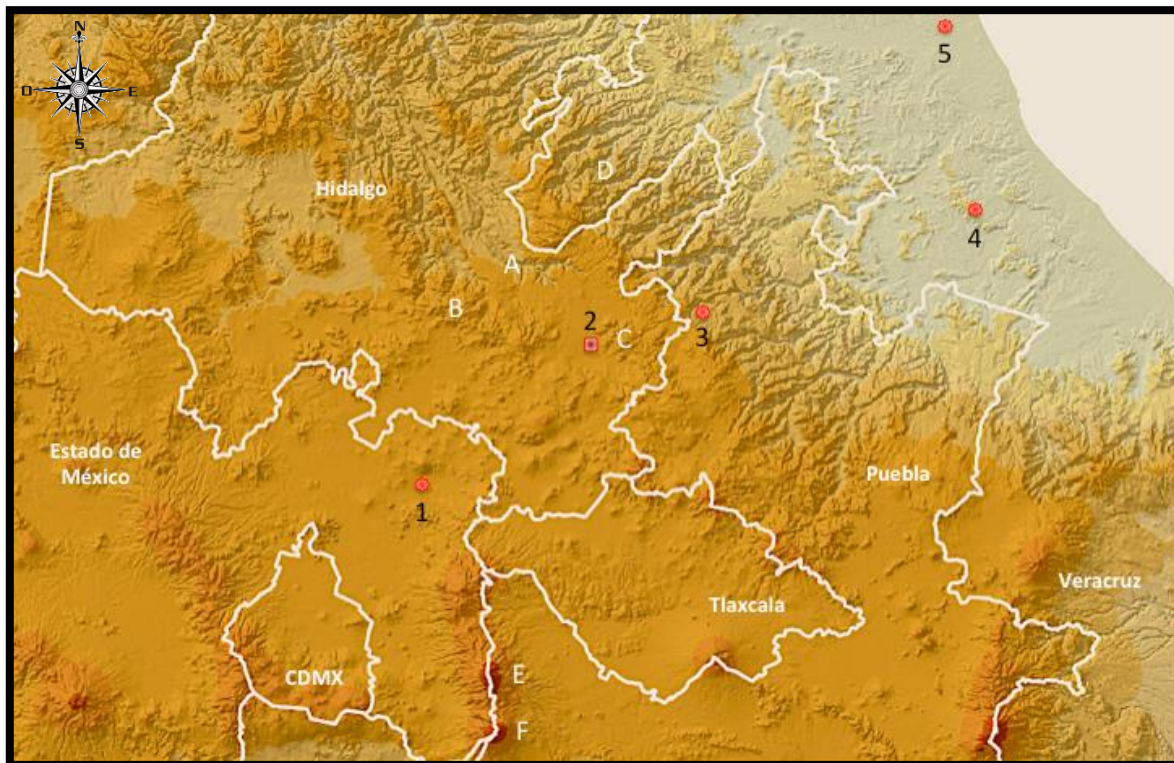 N
5
O
E
S
D
Hidalgo
4
A
B
3
2
C
Estado de
México
Puebla
1
Veracruz
Tlaxcala
E
CDMX
F